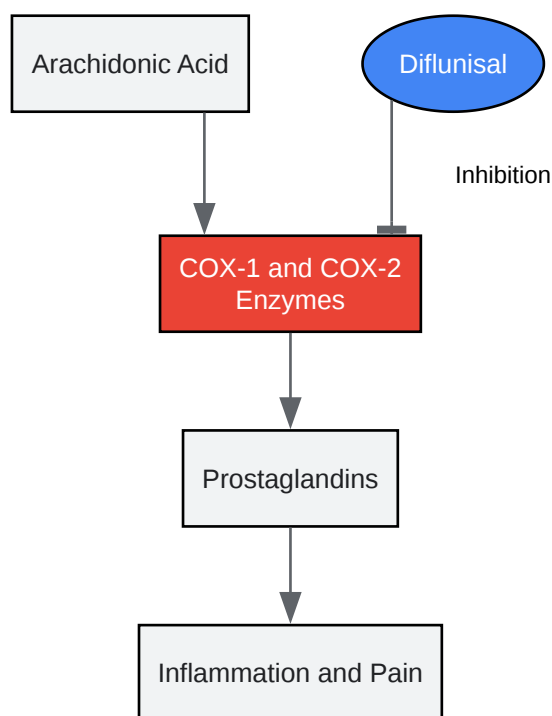 Arachidonic Acid
Diflunisal
Inhibition
COX-1 and COX-2
Enzymes
Prostaglandins
Inflammation and Pain